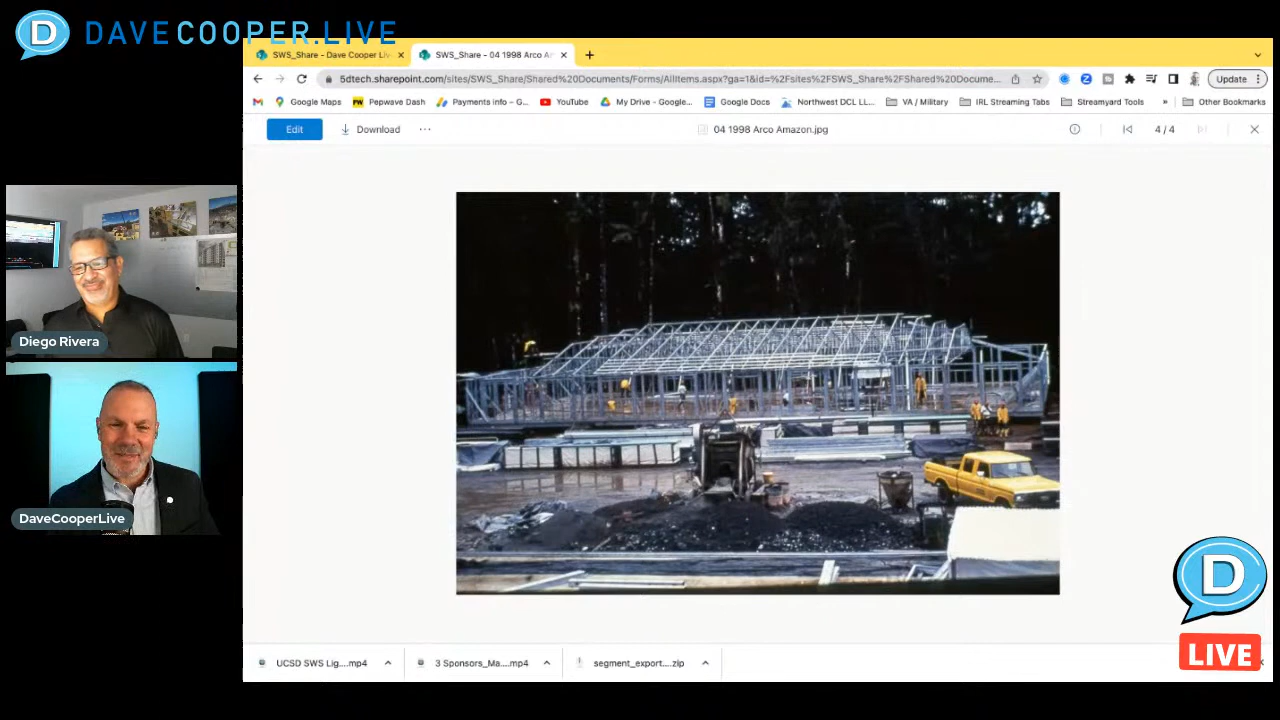 D DAVECOOPER.LIVE
SWS_Share - Dave Cooper Liv
SWS_Share - 04 1998 Arco Am
5dtech.sharepoint.com/sites/SWS_Share/Shared%20Documents/Forms/AllItems.aspx?ga=1&id=%2Fsites%2FSWS_Share%2FShared%20Docume...
Update
Google Maps
Pepwave Dash
Payments info – G...
YouTube
My Drive - Google...
Google Docs
Northwest DCL LL...
VA / Military
IRL Streaming Tabs
Streamyard Tools
»
Other Bookmarks
Edit
Download
...
04 1998 Arco Amazon.jpg
4 / 4
Diego Rivera
DaveCooperLive
D
LIVE
UCSD SWS Lig....mp4
3 Sponsors_Ma....mp4
segment_export....zip